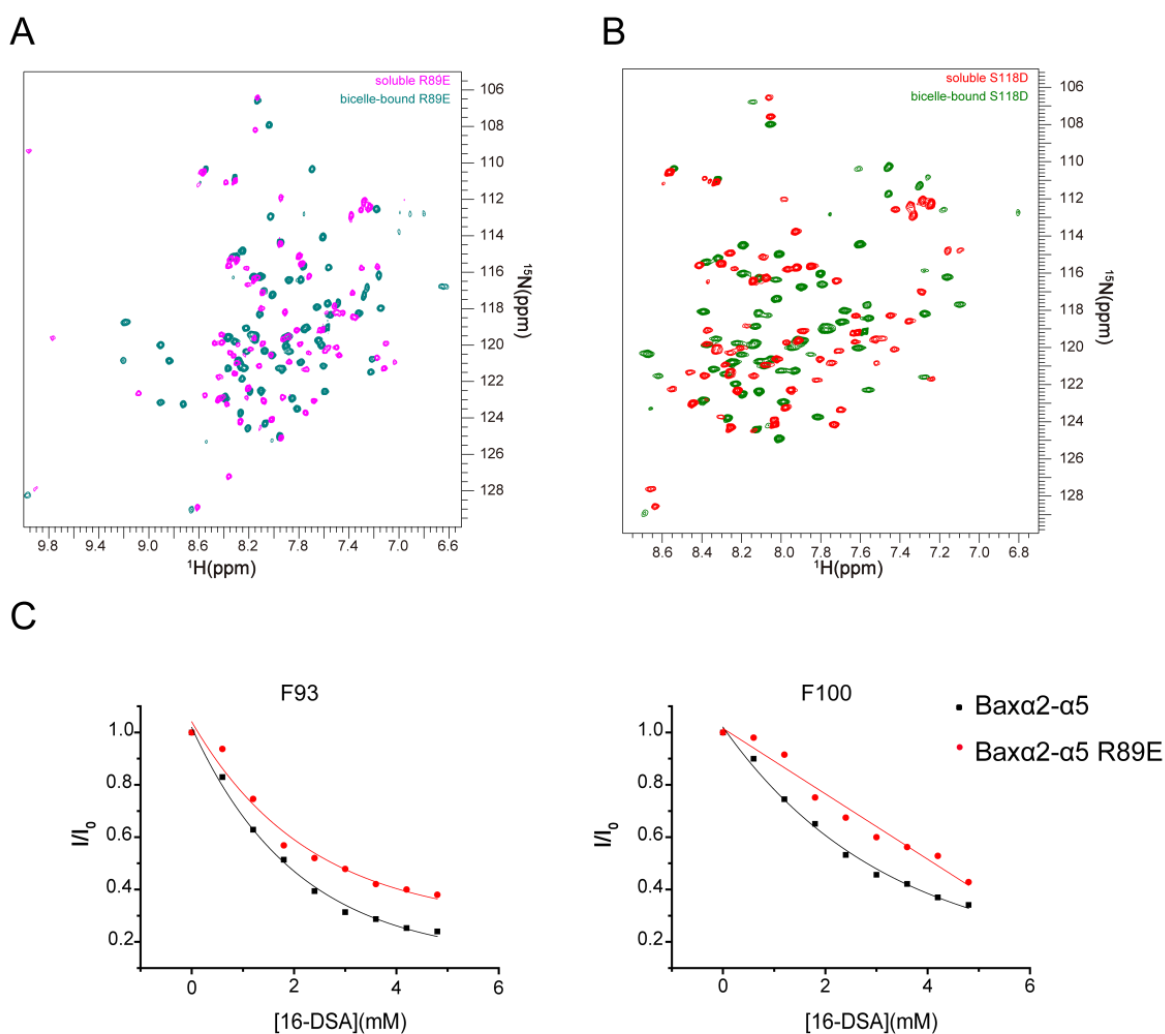 A
B
soluble R89E
bicelle-bound R89E
106
108
110
112
114
116
118
120
122
124
126
128
¹⁵N(ppm)
9.8 9.4 9.0 8.6 8.2 7.8 7.4 7.0 6.6
¹H(ppm)
soluble S118D
bicelle-bound S118D
106
108
110
112
114
116
118
120
122
124
126
128
¹⁵N(ppm)
8.6 8.4 8.2 8.0 7.8 7.6 7.4 7.2 7.0 6.8
¹H(ppm)
C
F93
1.0
0.8
0.6
0.4
0.2
I/I₀
0 2 4 6
[16-DSA](mM)
F100
1.0
0.8
0.6
0.4
0.2
I/I₀
0 2 4 6
[16-DSA](mM)
Baxα2-α5
Baxα2-α5 R89E